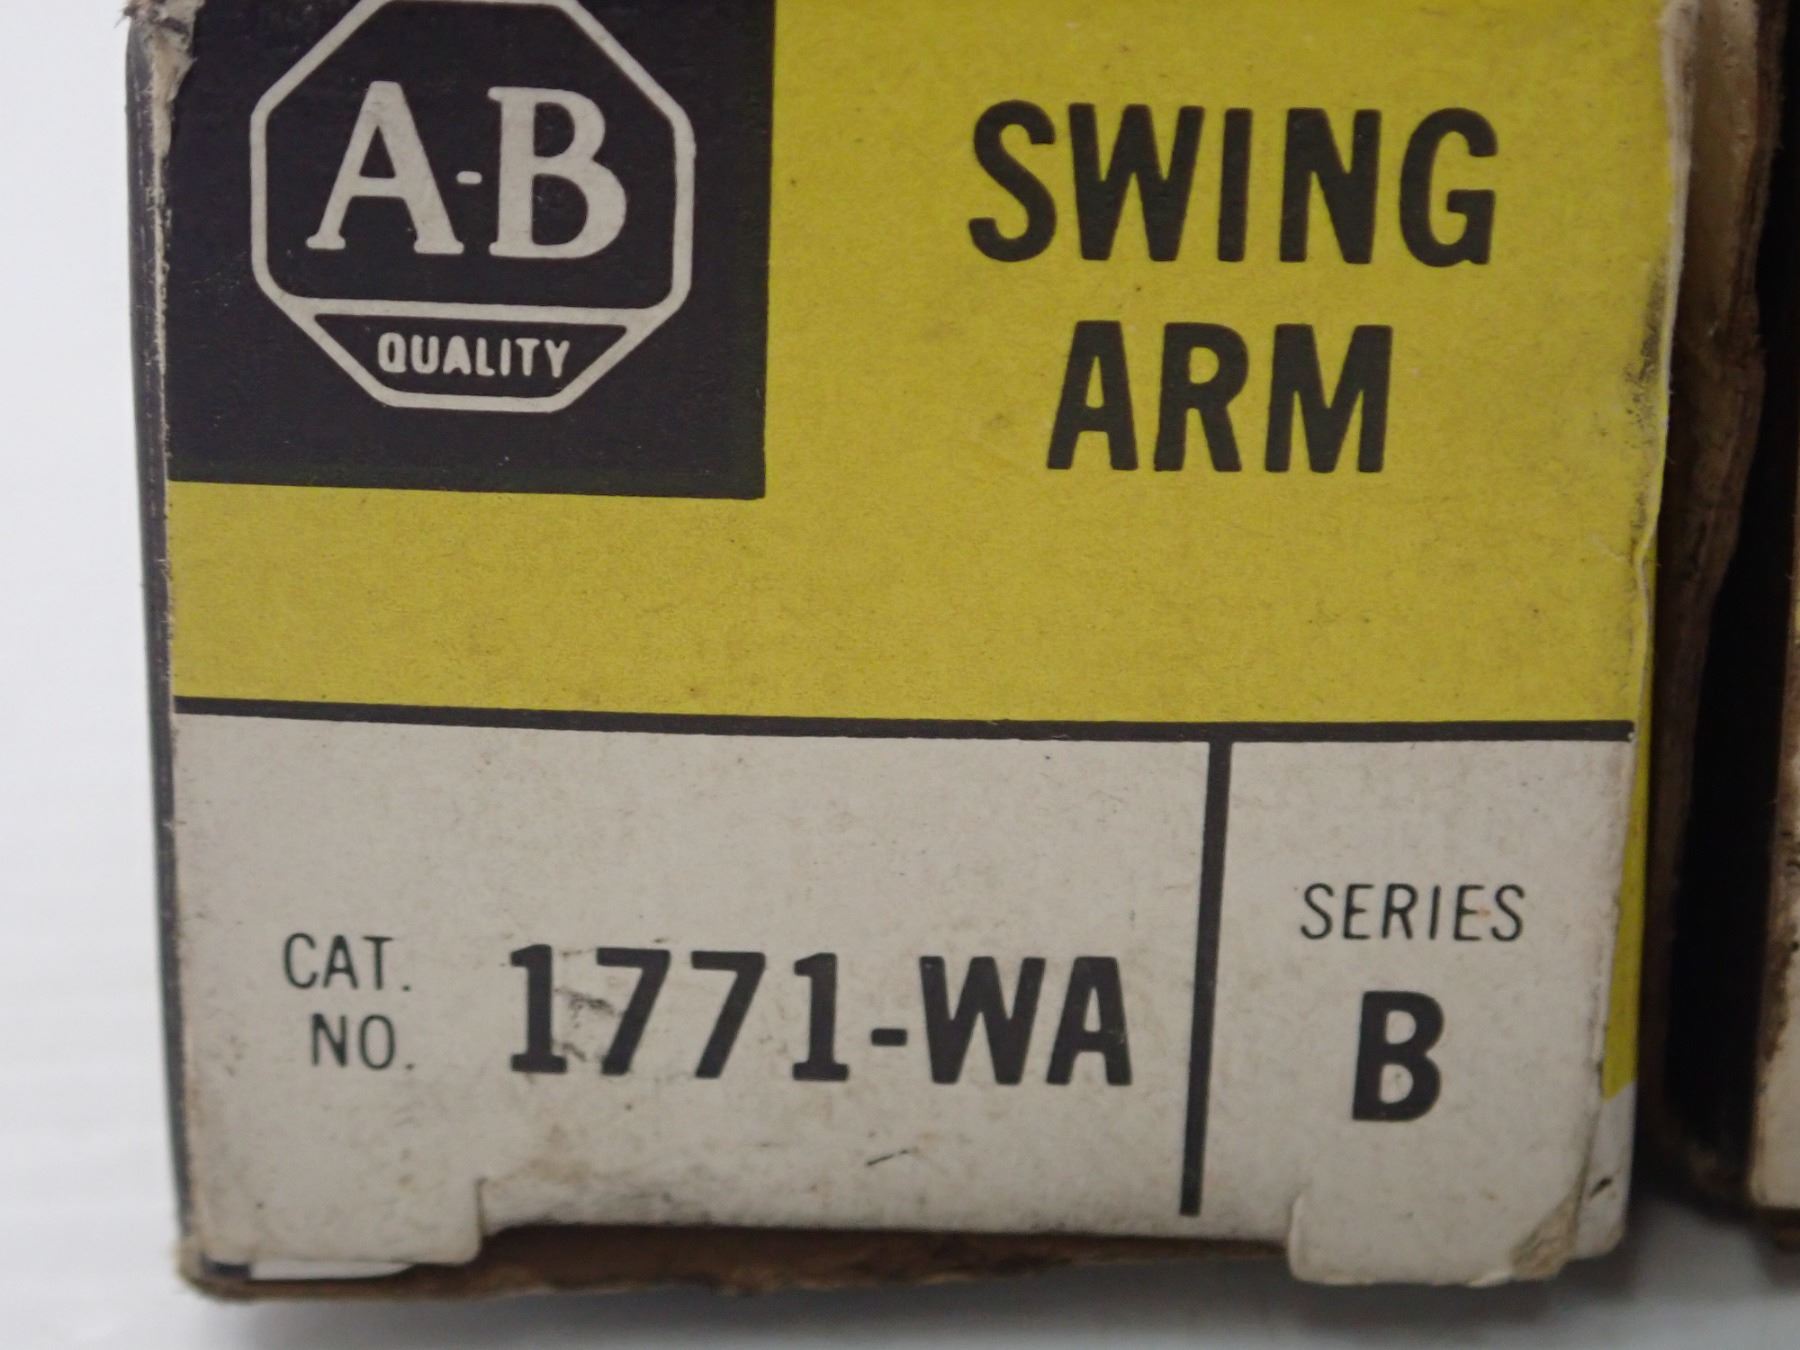 A-B
QUALITY
SWING
ARM
CAT.
NO.
1771-WA
SERIES
B